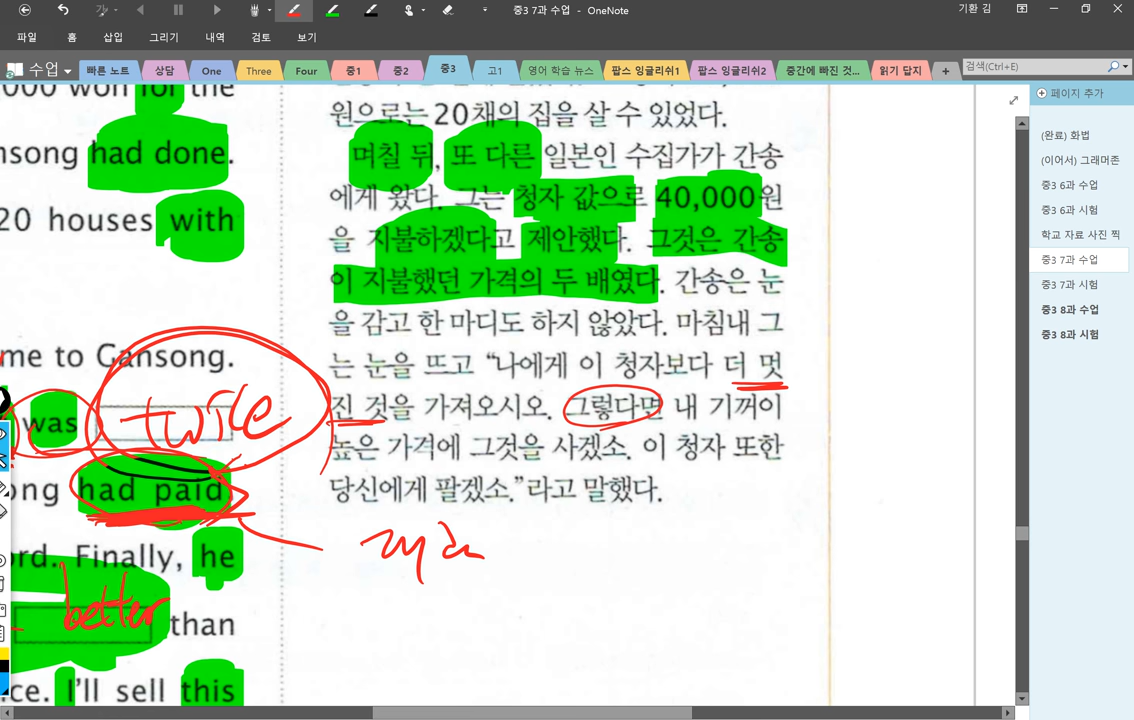 중3 7과 수업 - OneNote
기환 김
파일 홈 삽입 그리기 내역 검토 보기
수업 빠른 노트 상담 One Three Four 중1 중2 중3 고1 영어 학습 뉴스 팝스 잉글리쉬1 팝스 잉글리쉬2 중간에 빠진 것... 읽기 답지 + 검색(Ctrl+E)
페이지 추가
(완료) 화법
(이어서) 그래머존
중3 6과 수업
중3 6과 시험
학교 자료 사진 찍
중3 7과 수업
중3 7과 시험
중3 8과 수업
중3 8과 시험
000 won for the
nsong had done.
20 houses with
me to Gansong.
was twice
ong had paid.
ord. Finally, he
better than
ce. I'll sell this
원으로는 20채의 집을 살 수 있었다.
며칠 뒤, 또 다른 일본인 수집가가 간송
에게 왔다. 그는 청자 값으로 40,000원
을 지불하겠다고 제안했다. 그것은 간송
이 지불했던 가격의 두 배였다. 간송은 눈
을 감고 한 마디도 하지 않았다. 마침내 그
는 눈을 뜨고 “나에게 이 청자보다 더 멋
진 것을 가져오시오. 그렇다면 내 기꺼이
높은 가격에 그것을 사겠소. 이 청자 또한
당신에게 팔겠소.”라고 말했다.